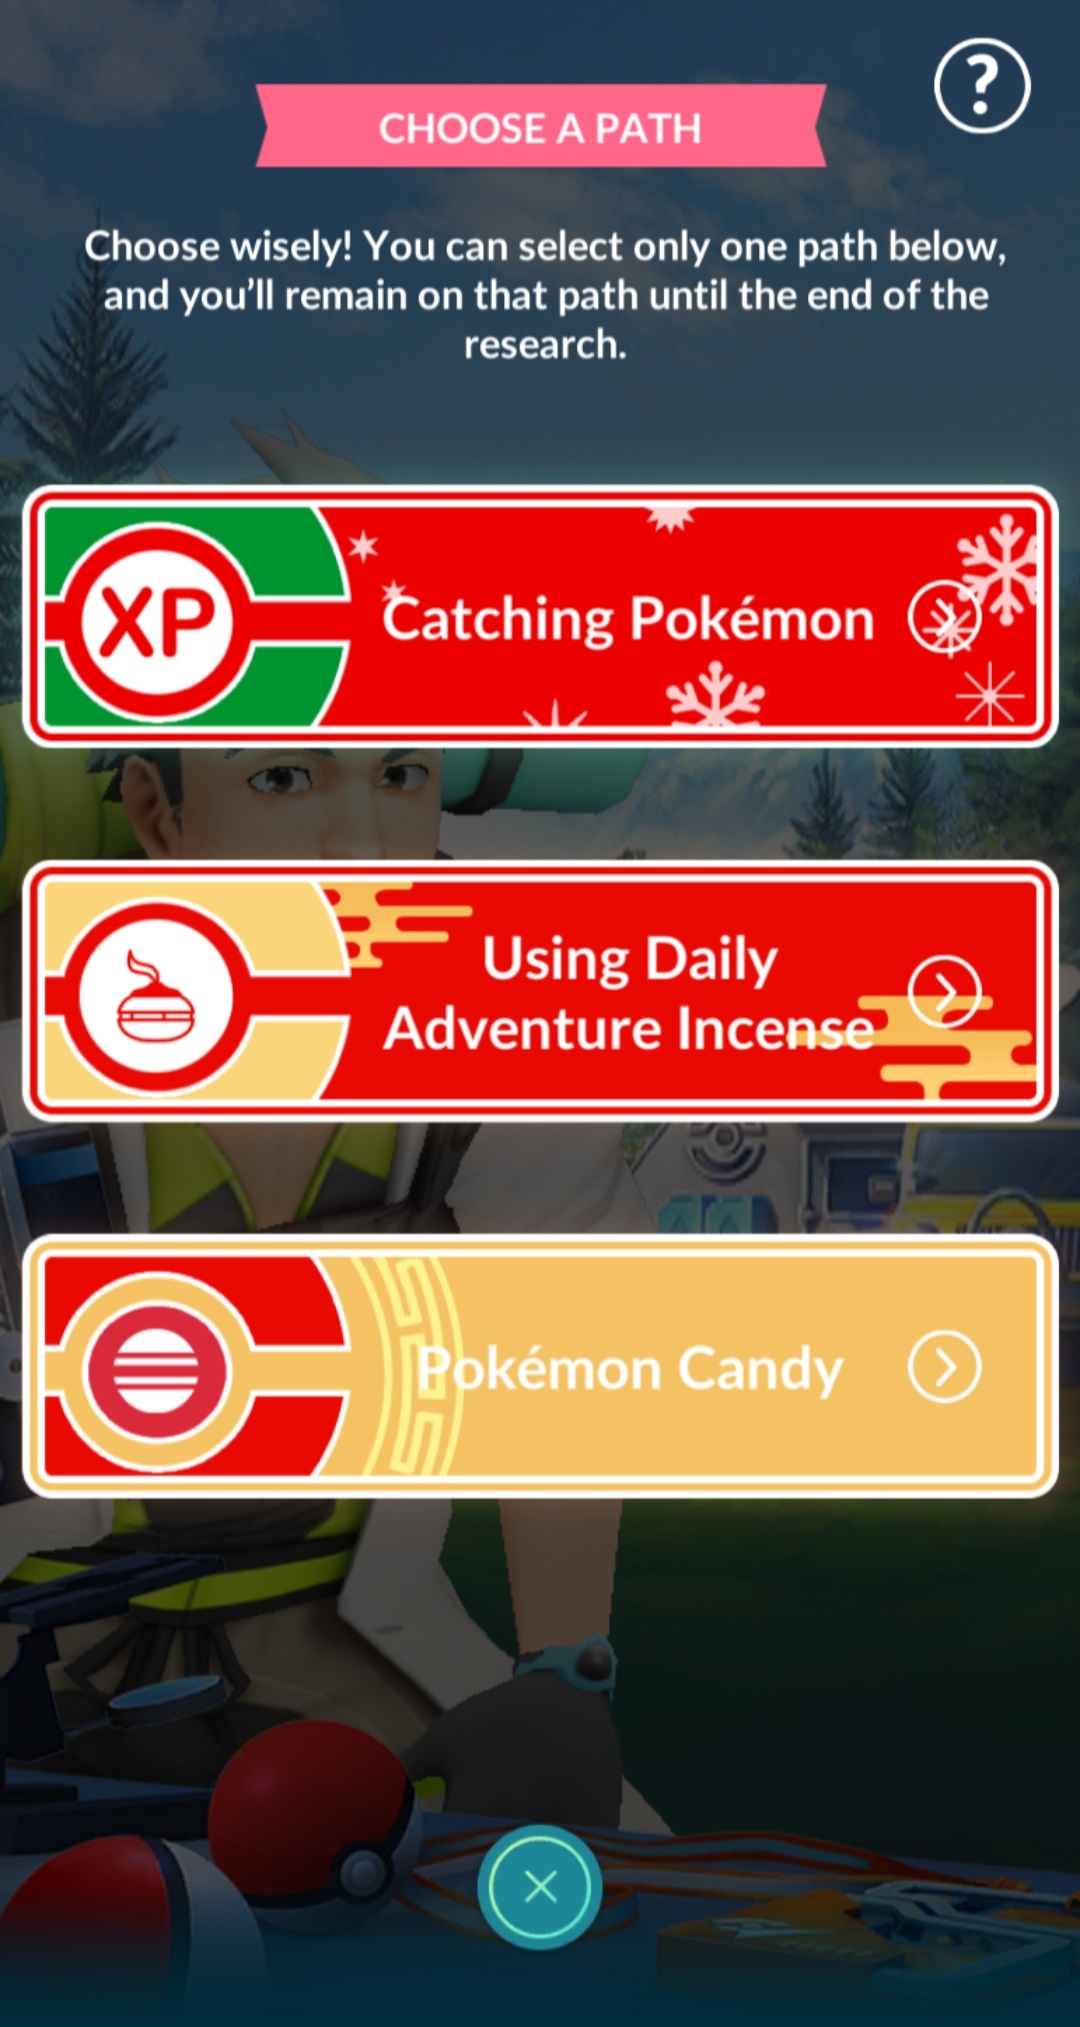 ?
CHOOSE A PATH
Choose wisely! You can select only one path below,
and you’ll remain on that path until the end of the
research.
XP
Catching Pokémon
Using Daily
Adventure Incense
Pokémon Candy